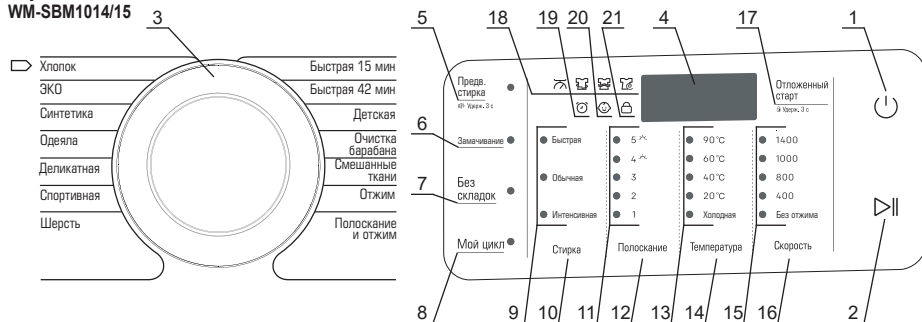 WM-SBM1014/15
3
5
18
19
20
21
4
17
1
Хлопок
ЭКО
Синтетика
Одеяла
Деликатная
Спортивная
Шерсть
Быстрая 15 мин
Быстрая 42 мин
Детская
Очистка
барабана
Смешанные
ткани
Отжим
Полоскание
и отжим
Предв.
стирка
Удерж. 3 с
6
Замачивание
7
Без
складок
Мой цикл
8
Отложенный
старт
Удерж. 3 с
Быстрая
Обычная
Интенсивная
5
4
3
2
1
90°C
60°C
40°C
20°C
Холодная
1400
1000
800
400
Без отжима
Стирка
Полоскание
Температура
Скорость
9
10
11
12
13
14
15
16
2